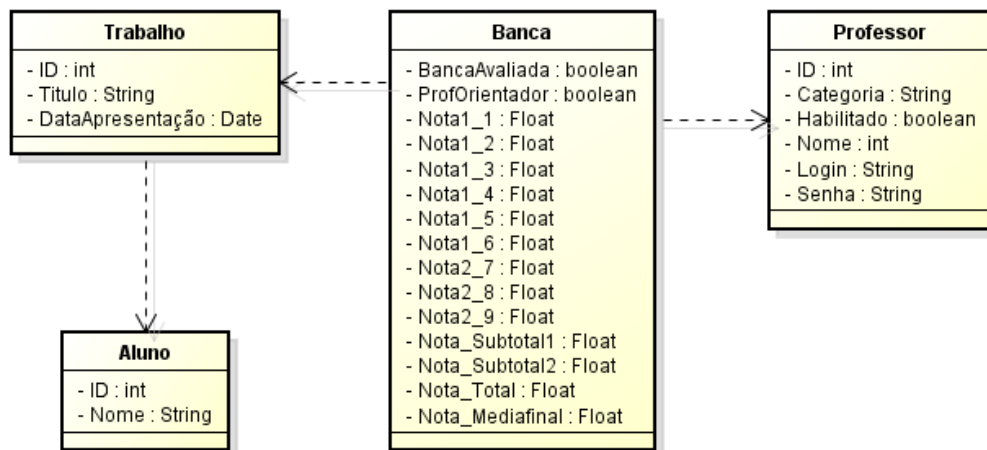 Trabalho
- ID : int
- Titulo : String
- DataApresentação : Date
Banca
- BancaAvaliada : boolean
- ProfOrientador : boolean
- Nota1_1 : Float
- Nota1_2 : Float
- Nota1_3 : Float
- Nota1_4 : Float
- Nota1_5 : Float
- Nota1_6 : Float
- Nota2_7 : Float
- Nota2_8 : Float
- Nota2_9 : Float
- Nota_Subtotal1 : Float
- Nota_Subtotal2 : Float
- Nota_Total : Float
- Nota_Mediafinal : Float
Professor
- ID : int
- Categoria : String
- Habilitado : boolean
- Nome : int
- Login : String
- Senha : String
Aluno
- ID : int
- Nome : String